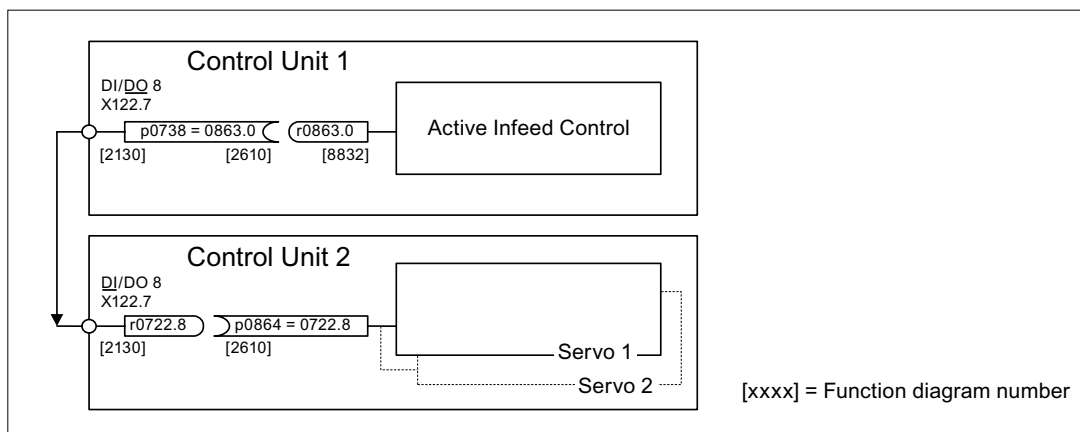 Control Unit 1
DI/DO 8
X122.7
p0738 = 0863.0
r0863.0
Active Infeed Control
[2130]
[2610]
[8832]
Control Unit 2
DI/DO 8
X122.7
r0722.8
p0864 = 0722.8
[2130]
[2610]
Servo 1
Servo 2
[xxxx] = Function diagram number